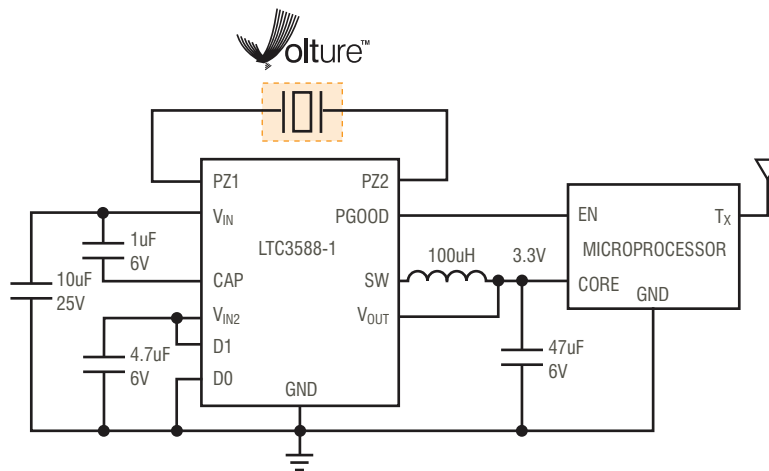 Volture™
PZ1
PZ2
VIN
PGOOD
EN
TX
1uF
6V
LTC3588-1
100uH
3.3V
MICROPROCESSOR
10uF
25V
CAP
SW
CORE
GND
VIN2
VOUT
4.7uF
6V
D1
D0
47uF
6V
GND